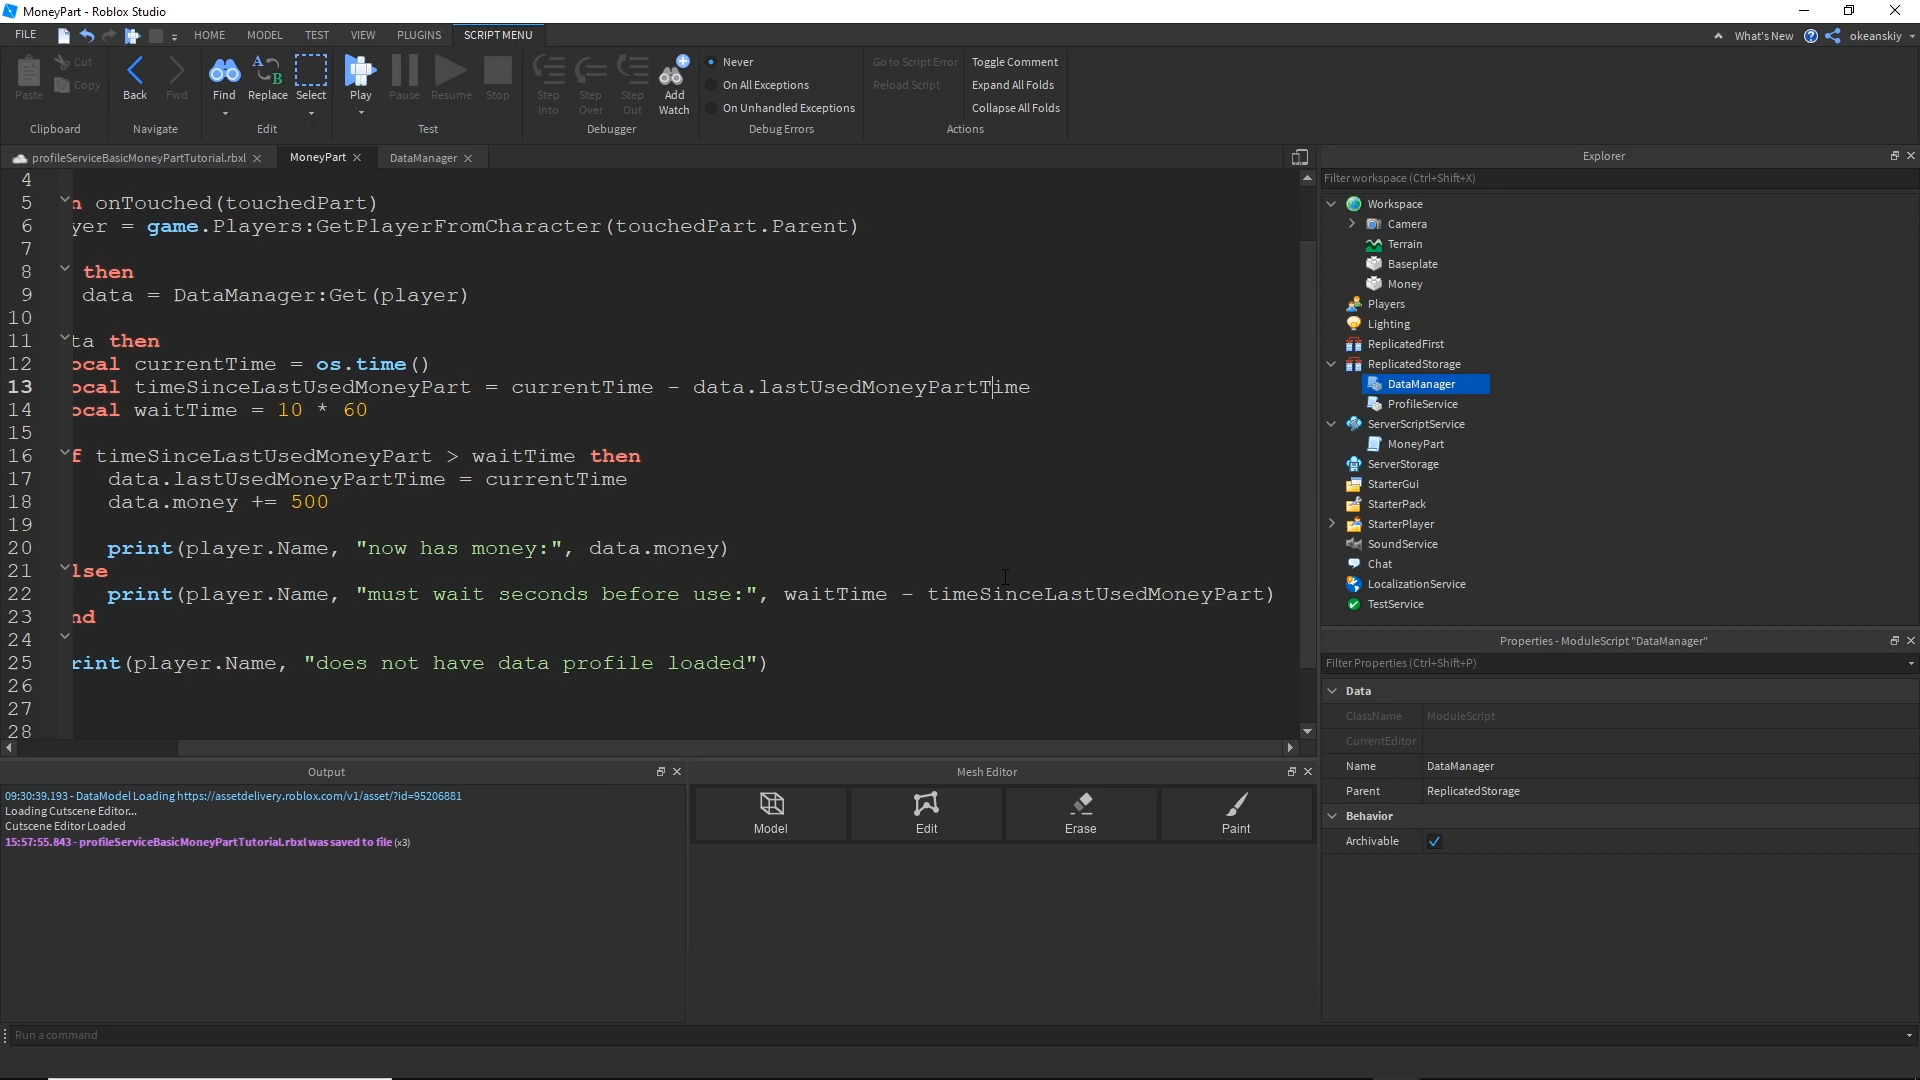 MoneyPart - Roblox Studio
FILE HOME MODEL TEST VIEW PLUGINS SCRIPT MENU What's New okeanskiy
Paste Cut Copy Back Fwd Find Replace Select Play Pause Resume Stop Step Into Step Over Step Out Add Watch
Never
On All Exceptions
On Unhandled Exceptions
Go to Script Error
Reload Script
Toggle Comment
Expand All Folds
Collapse All Folds
Clipboard Navigate Edit Test Debugger Debug Errors Actions
profileServiceBasicMoneyPartTutorial.rbxl MoneyPart DataManager
4
5 n onTouched(touchedPart)
6 yer = game.Players:GetPlayerFromCharacter(touchedPart.Parent)
7
8 then
9 data = DataManager:Get(player)
10
11 ta then
12 ocal currentTime = os.time()
13 ocal timeSinceLastUsedMoneyPart = currentTime - data.lastUsedMoneyPartTime
14 ocal waitTime = 10 * 60
15
16 f timeSinceLastUsedMoneyPart > waitTime then
17 data.lastUsedMoneyPartTime = currentTime
18 data.money += 500
19
20 print(player.Name, "now has money:", data.money)
21 lse
22 print(player.Name, "must wait seconds before use:", waitTime - timeSinceLastUsedMoneyPart)
23 nd
24
25 rint(player.Name, "does not have data profile loaded")
26
27
28
Explorer
Filter workspace (Ctrl+Shift+X)
Workspace
Camera
Terrain
Baseplate
Money
Players
Lighting
ReplicatedFirst
ReplicatedStorage
DataManager
ProfileService
ServerScriptService
MoneyPart
ServerStorage
StarterGui
StarterPack
StarterPlayer
SoundService
Chat
LocalizationService
TestService
Properties - ModuleScript "DataManager"
Filter Properties (Ctrl+Shift+P)
Data
ClassName ModuleScript
CurrentEditor
Name DataManager
Parent ReplicatedStorage
Behavior
Archivable
Output
09:30:39.193 - DataModel Loading https://assetdelivery.roblox.com/v1/asset/?id=95206881
Loading Cutscene Editor...
Cutscene Editor Loaded
15:57:55.843 - profileServiceBasicMoneyPartTutorial.rbxl was saved to file (x3)
Mesh Editor
Model Edit Erase Paint
Run a command